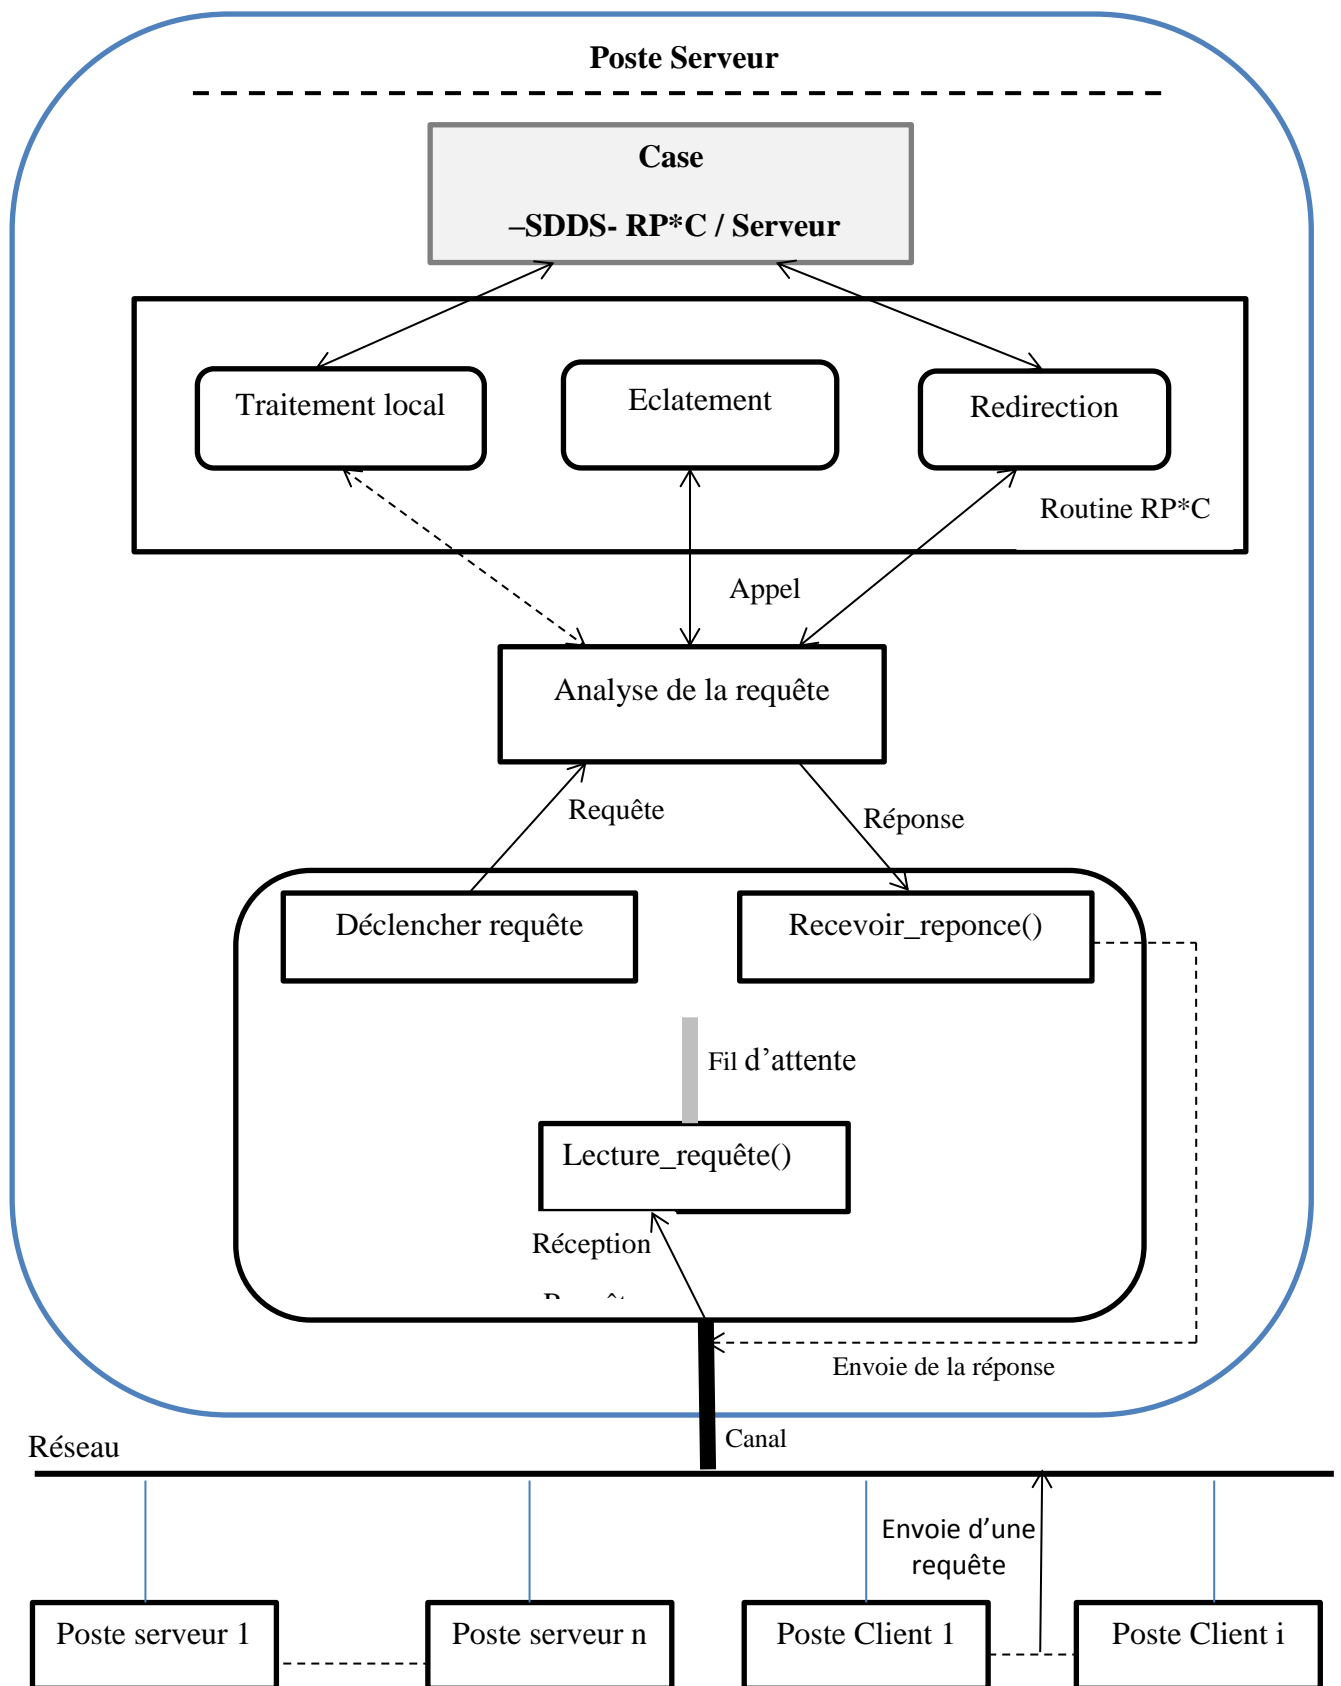 Poste Serveur
Case
–SDDS- RP*C / Serveur
Traitement local
Eclatement
Redirection
Routine RP*C
Appel
Analyse de la requête
Requête
Réponse
Déclencher requête
Recevoir_reponce()
Fil d’attente
Lecture_requête()
Réception
Envoie de la réponse
Canal
Réseau
Envoie d’une
requête
Poste serveur 1
Poste serveur n
Poste Client 1
Poste Client i